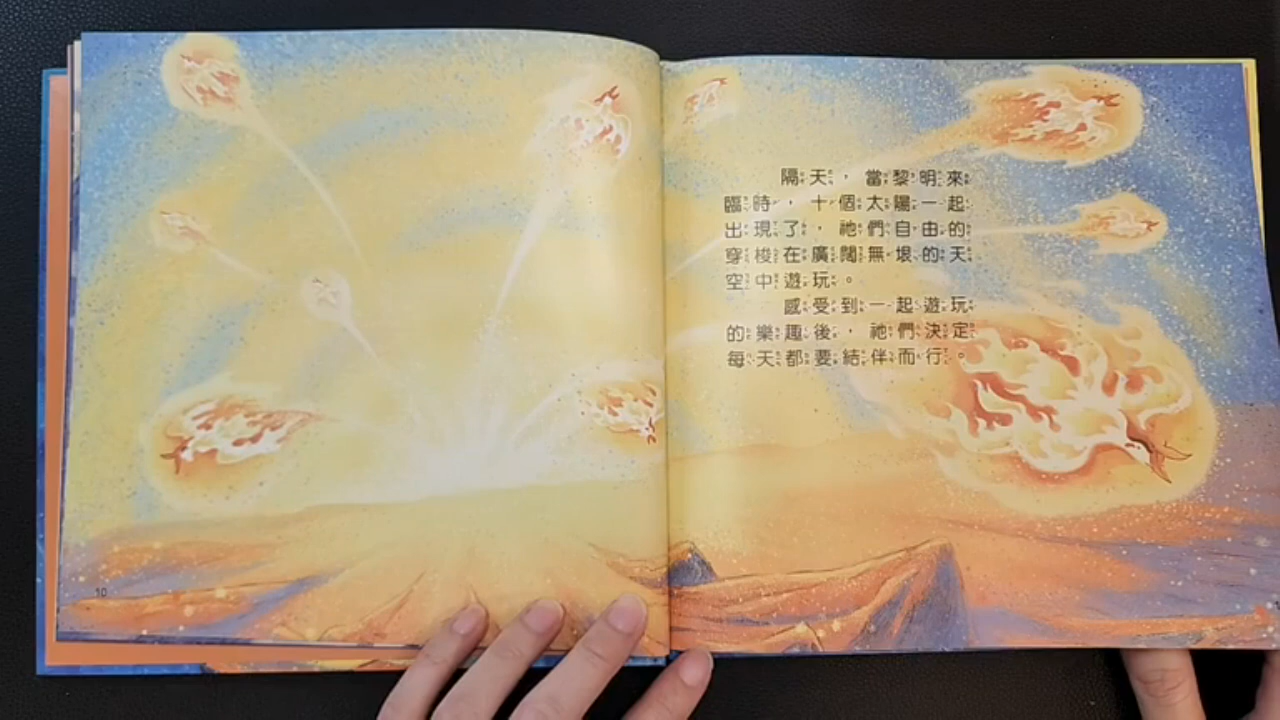 10
隔天，當黎明來
臨時，十個太陽一起
出現了，祂們自由的
穿梭在廣闊無垠的天
空中遊玩。
感受到一起遊玩
的樂趣後，祂們決定
每天都要結伴而行。